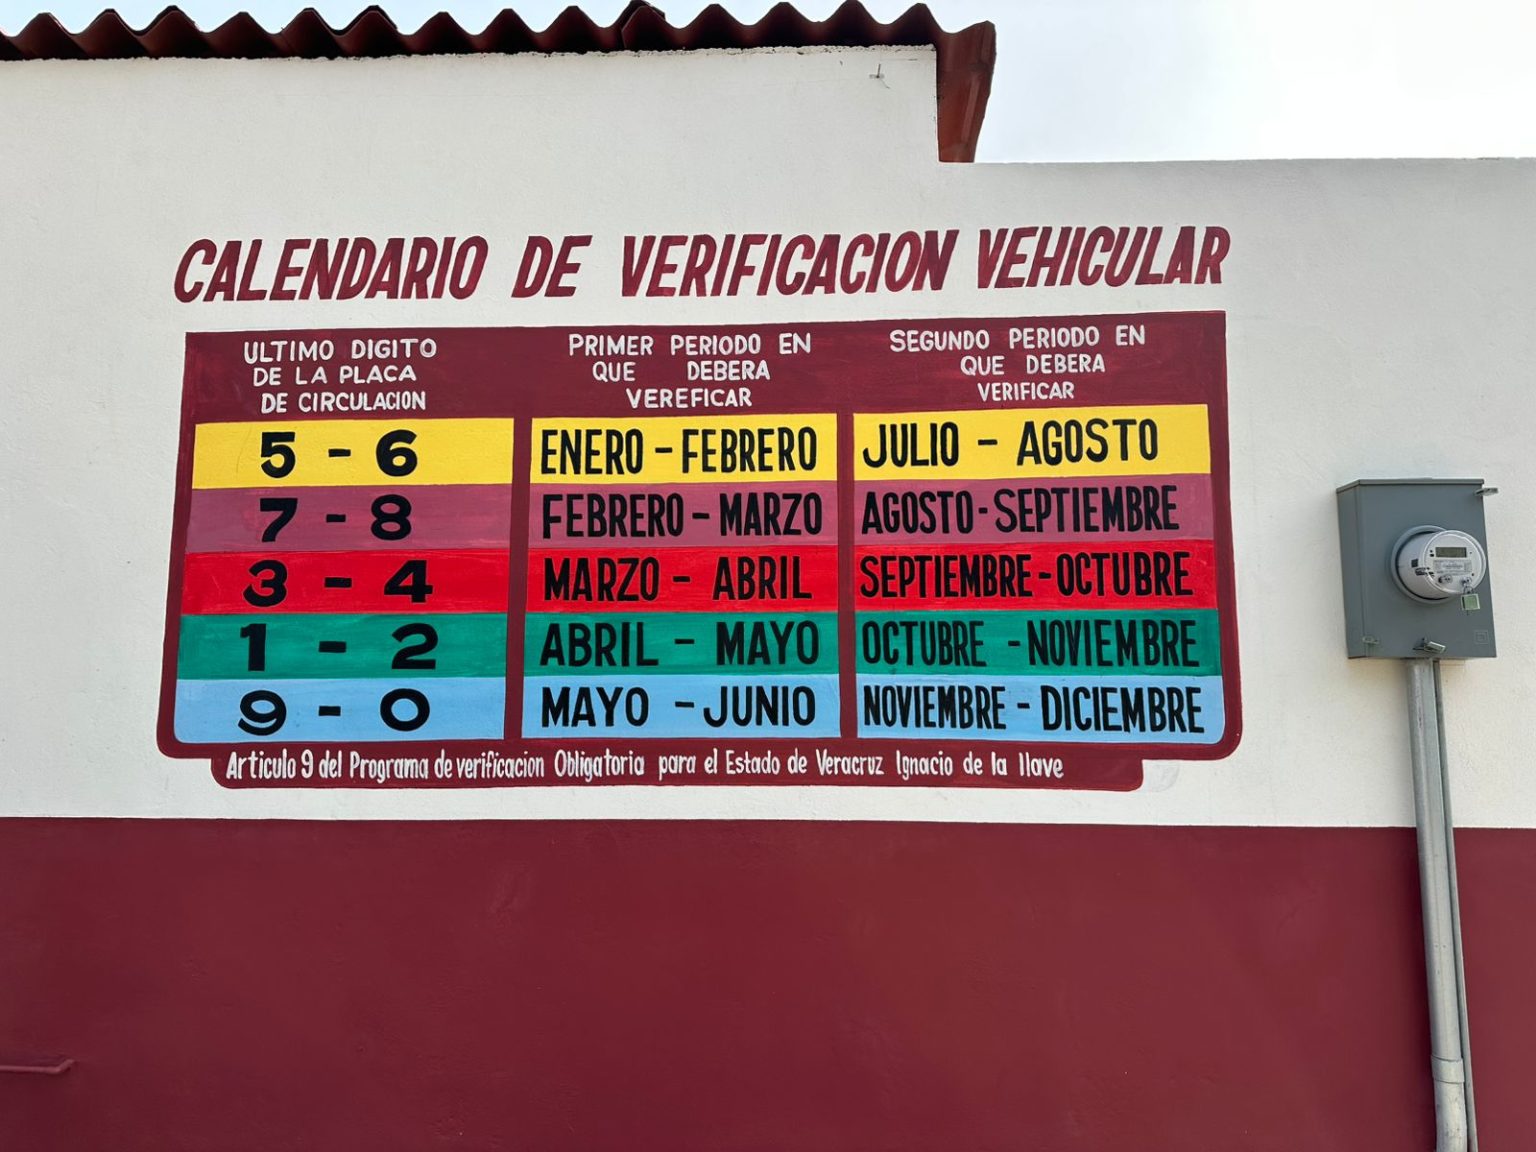 CALENDARIO DE VERIFICACION VEHICULAR
ULTIMO DIGITO
DE LA PLACA
DE CIRCULACION
PRIMER PERIODO EN
QUE DEBERA
VEREFICAR
SEGUNDO PERIODO EN
QUE DEBERA
VERIFICAR
5 - 6 ENERO - FEBRERO JULIO - AGOSTO
7 - 8 FEBRERO - MARZO AGOSTO - SEPTIEMBRE
3 - 4 MARZO - ABRIL SEPTIEMBRE - OCTUBRE
1 - 2 ABRIL - MAYO OCTUBRE - NOVIEMBRE
9 - 0 MAYO - JUNIO NOVIEMBRE - DICIEMBRE
Articulo 9 del Programa de verificacion Obligatoria para el Estado de Veracruz Ignacio de la llave